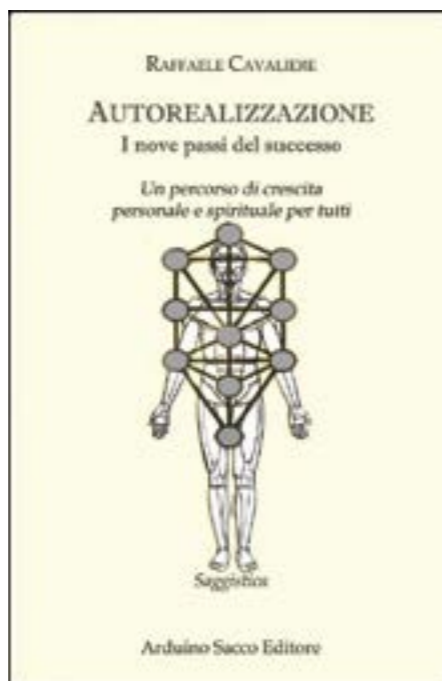 RAFFAELE CAVALIERE
AUTOREALIZZAZIONE
I nove passi del successo
Un percorso di crescita
personale e spirituale per tutti
Saggistica
Arduino Sacco Editore